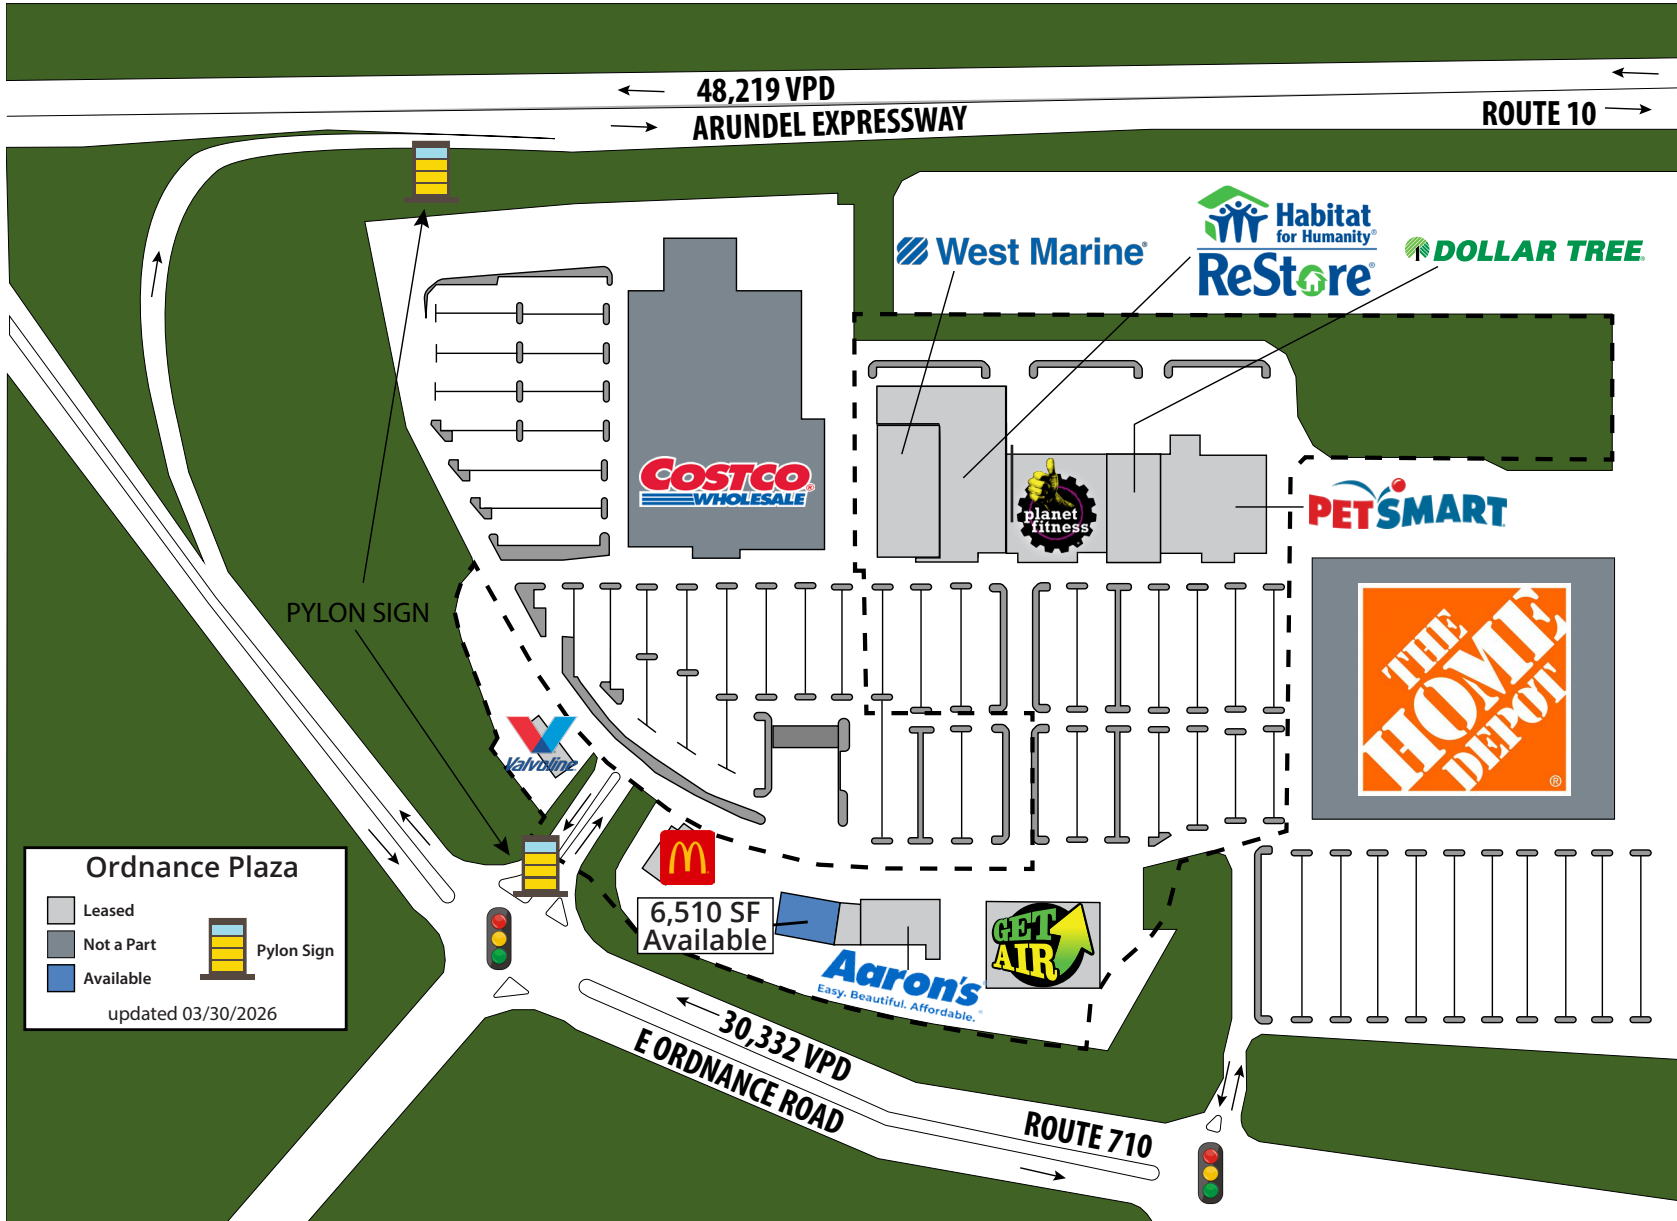 48,219 VPD
ARUNDEL EXPRESSWAY
ROUTE 10
West Marine®
Habitat
for Humanity®
ReStore®
DOLLAR TREE
COSTCO®
WHOLESALE
planet
fitness
PETSMART
PYLON SIGN
THE
HOME
DEPOT
®
Valvoline
Ordnance Plaza
Leased
Not a Part
Available
Pylon Sign
updated 03/30/2026
6,510 SF
Available
GET
AIR
Aaron's
Easy. Beautiful. Affordable.
30,332 VPD
E ORDNANCE ROAD
ROUTE 710